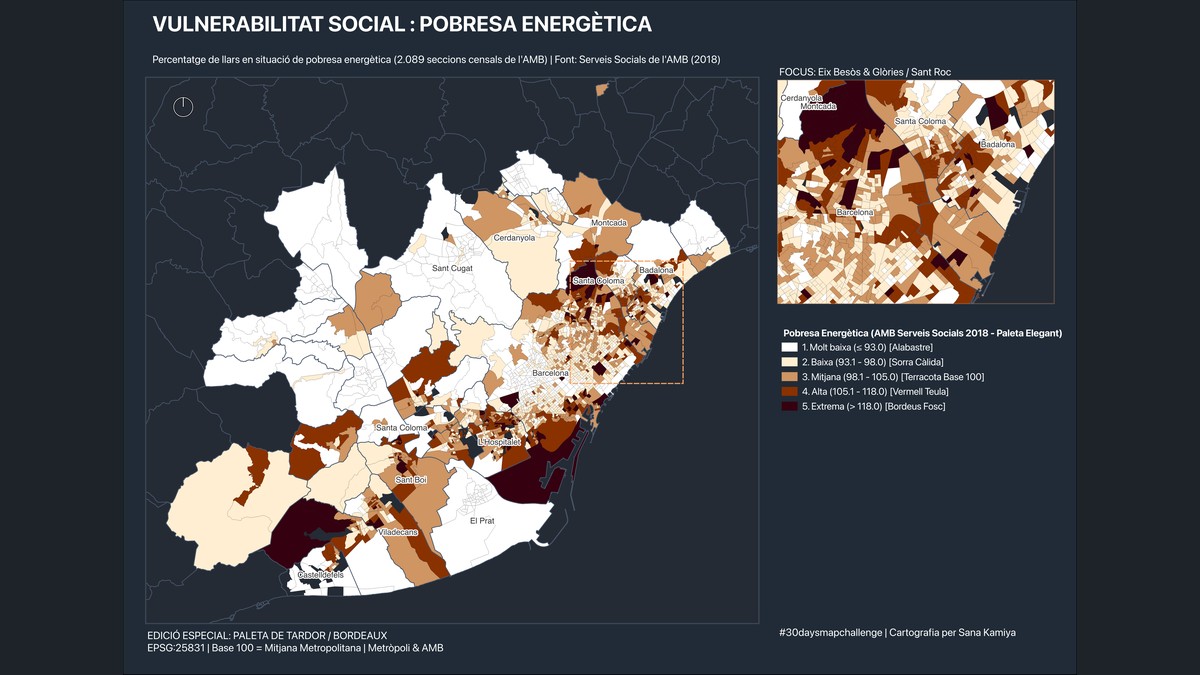 VULNERABILITAT SOCIAL : POBRESA ENERGÈTICA
Percentatge de llars en situació de pobresa energètica (2.089 seccions censals de l'AMB) | Font: Serveis Socials de l'AMB (2018)
Montcada
Cerdanyola
Sant Cugat
Badalona
Santa Coloma
Barcelona
Santa Coloma
L'Hospitalet
Sant Boi
El Prat
Viladecans
Castelldefels
FOCUS: Eix Besòs & Glòries / Sant Roc
Cerdanyola
Montcada
Santa Coloma
Badalona
Barcelona
Pobresa Energètica (AMB Serveis Socials 2018 - Paleta Elegant)
1. Molt baixa (≤ 93.0) [Alabastre]
2. Baixa (93.1 - 98.0) [Sorra Càlida]
3. Mitjana (98.1 - 105.0) [Terracota Base 100]
4. Alta (105.1 - 118.0) [Vermell Teula]
5. Extrema (> 118.0) [Bordeus Fosc]
EDICIÓ ESPECIAL: PALETA DE TARDOR / BORDEAUX
EPSG:25831 | Base 100 = Mitjana Metropolitana | Metròpoli & AMB
#30daysmapchallenge | Cartografia per Sana Kamiya